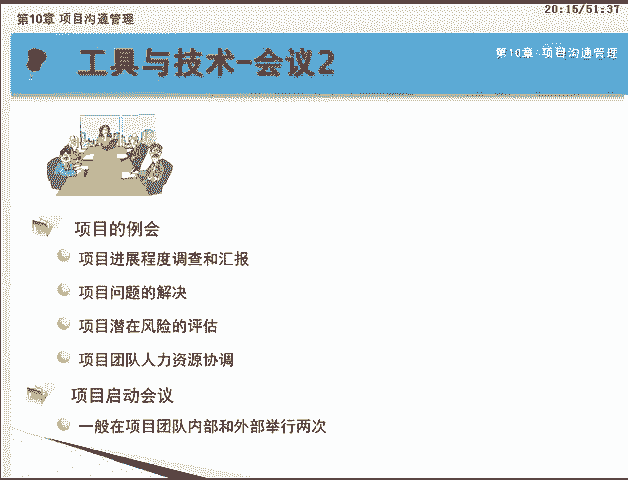 第10章 项目沟通管理
20:15/51:37
工具与技术-会议2
第10章 项目沟通管理
项目的例会
项目进展程度调查和汇报
项目问题的解决
项目潜在风险的评估
项目团队人力资源协调
项目启动会议
一般在项目团队内部和外部举行两次